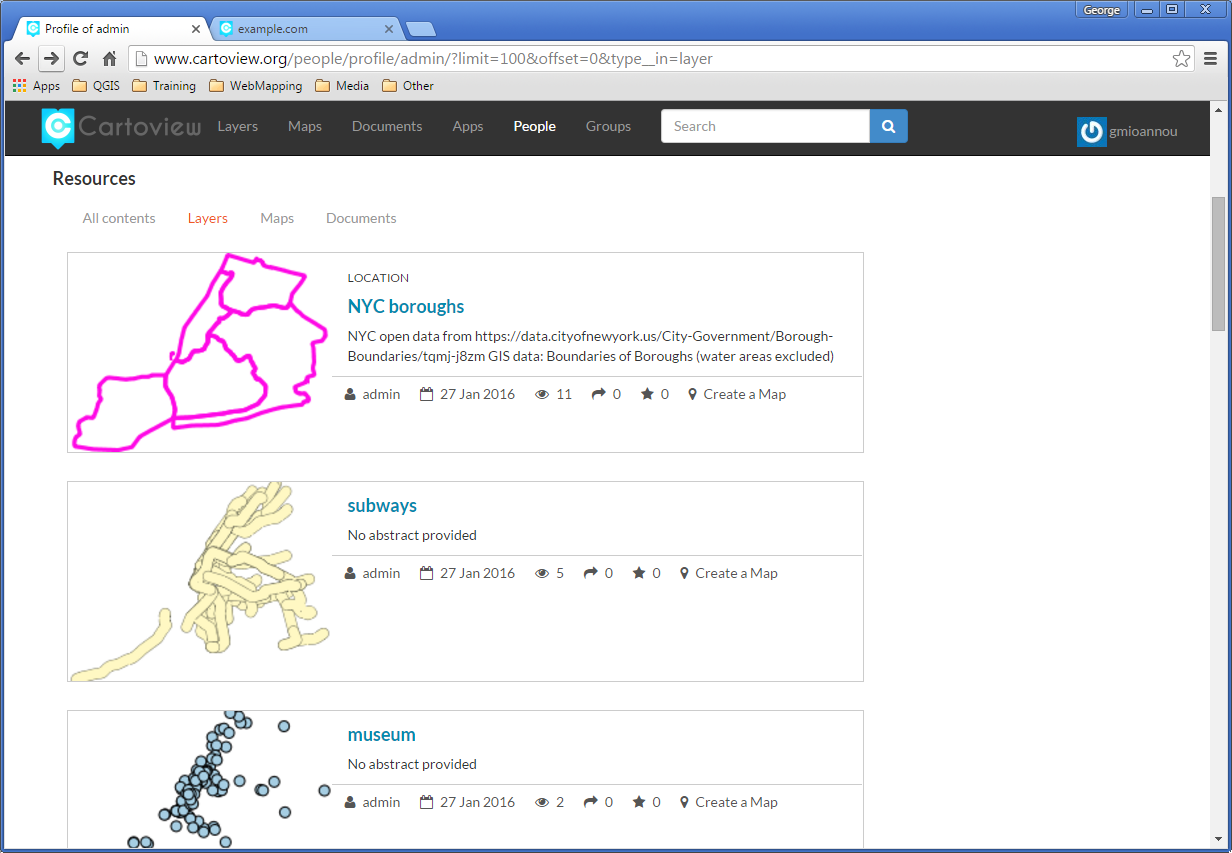 George
Profile of admin
example.com
www.cartoview.org/people/profile/admin/?limit=100&offset=0&type__in=layer
Apps QGIS Training WebMapping Media Other
Cartoview Layers Maps Documents Apps People Groups Search gmioannou
Resources
All contents Layers Maps Documents
LOCATION
NYC boroughs
NYC open data from https://data.cityofnewyork.us/City-Government/Borough-
Boundaries/tqmj-j8zm GIS data: Boundaries of Boroughs (water areas excluded)
admin 27 Jan 2016 11 0 0 Create a Map
subways
No abstract provided
admin 27 Jan 2016 5 0 0 Create a Map
museum
No abstract provided
admin 27 Jan 2016 2 0 0 Create a Map